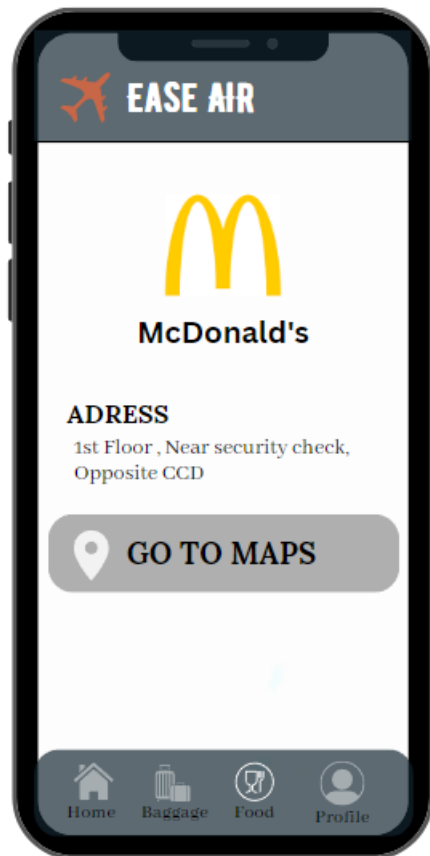 EASE AIR
McDonald's
ADRESS
1st Floor , Near security check,
Opposite CCD
GO TO MAPS
Home Baggage Food Profile